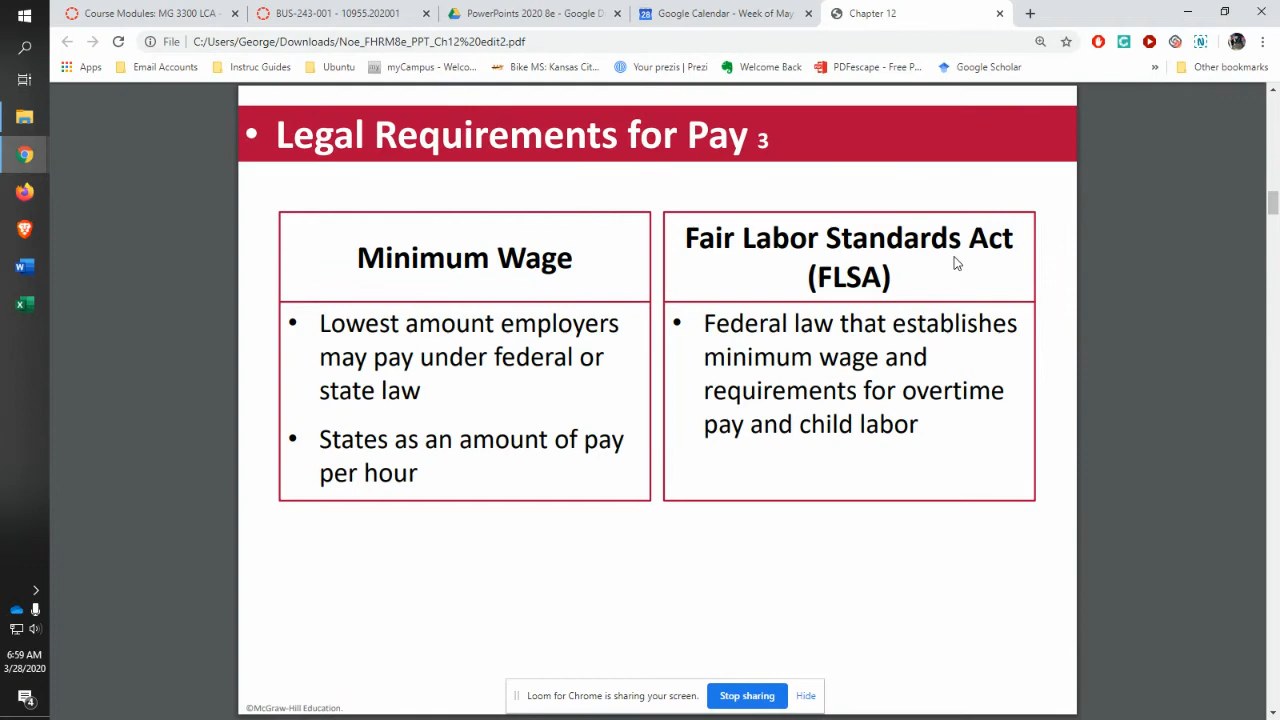 Course Modules: MG 3300 LCA -
BUS-243-001 - 10955.202001
PowerPoints 2020 8e - Google D
Google Calendar - Week of May
Chapter 12
File
C:/Users/George/Downloads/Noe_FHRM8e_PPT_Ch12%20edit2.pdf
Apps
Email Accounts
Instruc Guides
Ubuntu
myCampus - Welco...
Bike MS: Kansas Cit...
Your prezis | Prezi
Welcome Back
PDFescape - Free P...
Google Scholar
»
Other bookmarks
• Legal Requirements for Pay 3
Minimum Wage
• Lowest amount employers
may pay under federal or
state law
• States as an amount of pay
per hour
Fair Labor Standards Act
(FLSA)
• Federal law that establishes
minimum wage and
requirements for overtime
pay and child labor
Loom for Chrome is sharing your screen.
Stop sharing
Hide
©McGraw-Hill Education.
6:59 AM
3/28/2020
4